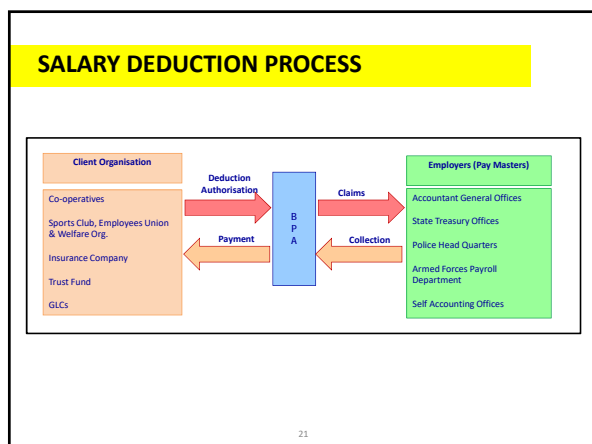 SALARY DEDUCTION PROCESS
Client Organisation
Co-operatives
Sports Club, Employees Union
& Welfare Org.
Insurance Company
Trust Fund
GLCs
Deduction
Authorisation
Payment
B
P
A
Claims
Collection
Employers (Pay Masters)
Accountant General Offices
State Treasury Offices
Police Head Quarters
Armed Forces Payroll
Department
Self Accounting Offices
21